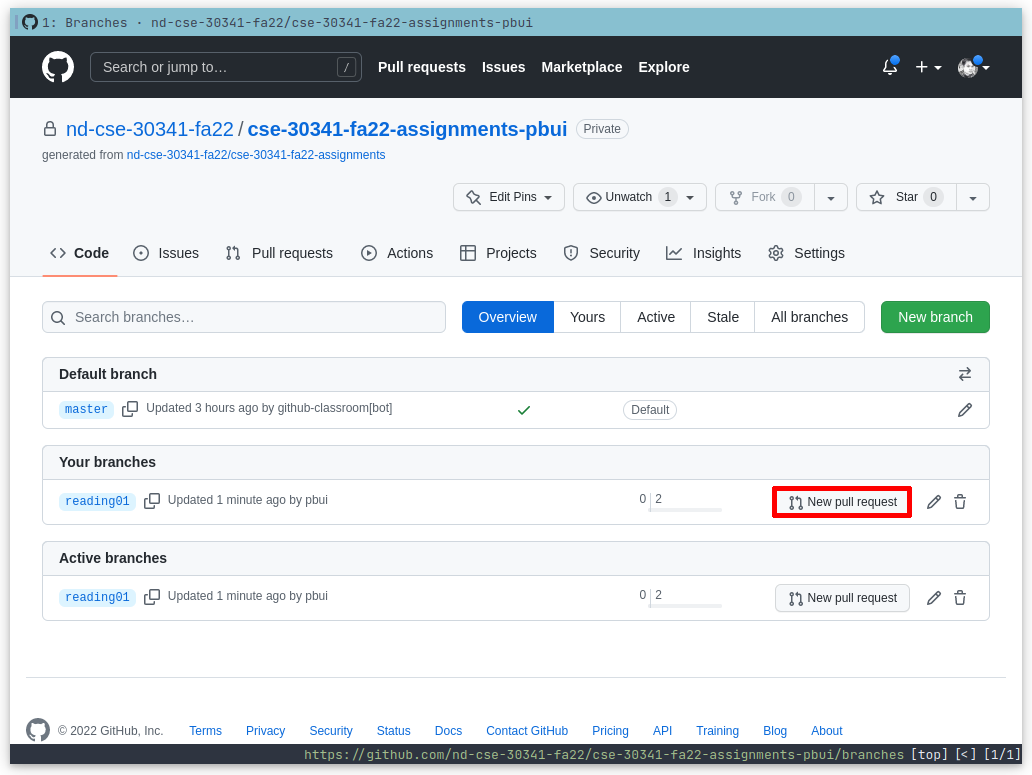 1: Branches · nd-cse-30341-fa22/cse-30341-fa22-assignments-pbui
Search or jump to… / Pull requests Issues Marketplace Explore
nd-cse-30341-fa22 / cse-30341-fa22-assignments-pbui Private
generated from nd-cse-30341-fa22/cse-30341-fa22-assignments
Edit Pins Unwatch 1 Fork 0 Star 0
Code Issues Pull requests Actions Projects Security Insights Settings
Search branches… Overview Yours Active Stale All branches New branch
Default branch
master Updated 3 hours ago by github-classroom[bot] Default
Your branches
reading01 Updated 1 minute ago by pbui 0 2 New pull request
Active branches
reading01 Updated 1 minute ago by pbui 0 2 New pull request
© 2022 GitHub, Inc. Terms Privacy Security Status Docs Contact GitHub Pricing API Training Blog About
https://github.com/nd-cse-30341-fa22/cse-30341-fa22-assignments-pbui/branches [top] [<] [1/1]